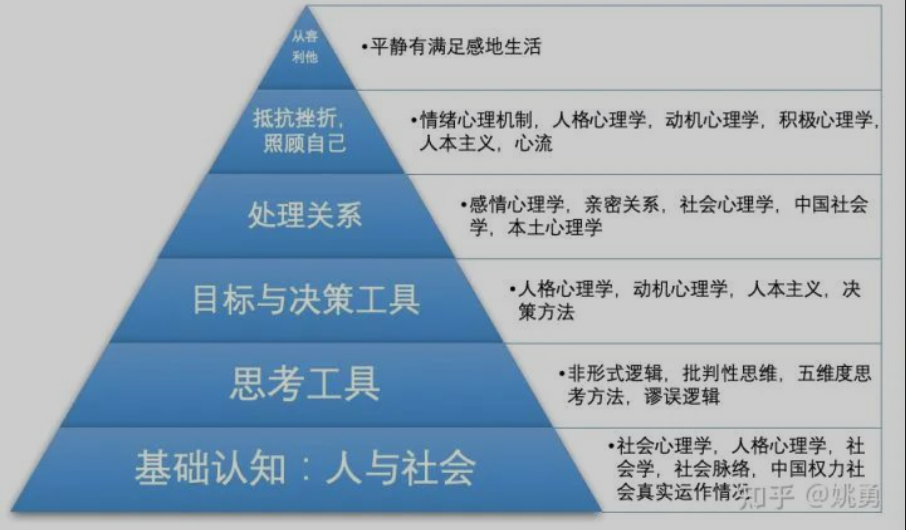 从容
利他
•平静有满足感地生活
抵抗挫折，
照顾自己
•情绪心理机制，人格心理学，动机心理学，积极心理学，
人本主义，心流
处理关系
•感情心理学，亲密关系，社会心理学，中国社会
学，本土心理学
目标与决策工具
•人格心理学，动机心理学，人本主义，决
策方法
思考工具
•非形式逻辑，批判性思维，五维度思
考方法，谬误逻辑
基础认知：人与社会
•社会心理学，人格心理学，社
会学，社会脉络，中国权力社
会真实运作情况
知乎 @姚勇